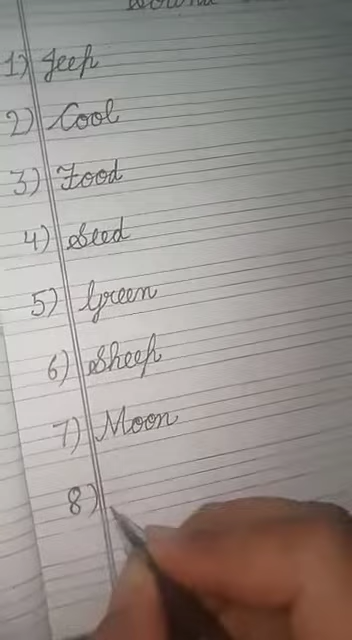 1) Jeep
2) Cool
3) Food
4) Seed
5) Green
6) Sheep
7) Moon
8)